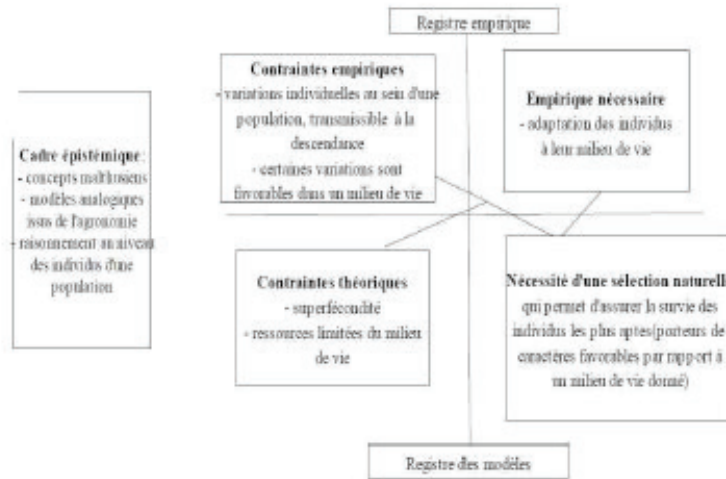 Registre empirique
Contraintes empiriques
- variations individuelles au sein d'une
population, transmissible à la
descendance
- certaines variations sont
favorables dans un milieu de vie
Empirique nécessaire
- adaptation des individus
à leur milieu de vie
Cadre épistémique:
- concepts malthusiens
- modèles analogiques
issus de l'agronomie
- raisonnement au niveau
des individus d'une
population
Contraintes théoriques
- superfécondité
- ressources limitées du milieu
de vie
Nécessité d'une sélection naturell
qui permet d'assurer la survie des
individus les plus aptes(porteurs de
caractères favorables par rapport à
un milieu de vie donné)
Registre des modèles